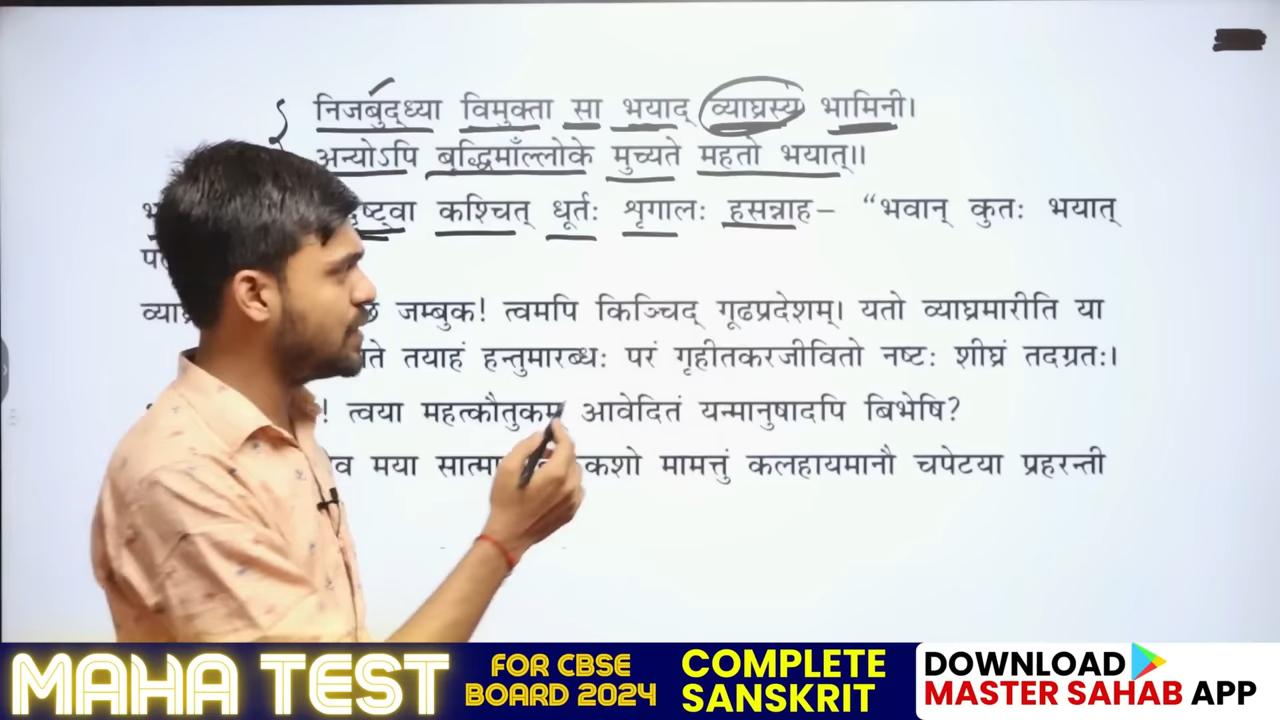 निजबुद्ध्या विमुक्ता सा भयाद् व्याघ्रस्य भामिनी।
अन्योऽपि बुद्धिमाँल्लोके मुच्यते महतो भयात्।।
कश्चित् धूर्तः शृगालः हसन्नाह– “भवान् कुतः भयात्
जम्बुक! त्वमपि किञ्चिद् गूढप्रदेशम्। यतो व्याघ्रमारीति या
तयाहं हन्तुमारब्धः परं गृहीतकरजीवितो नष्टः शीघ्रं तदग्रतः।
त्वया महत्कौतुकम् आवेदितं यन्मानुषादपि बिभेषि?
मया मामत्तुं कलहायमानौ चपेटया प्रहरन्ती
MAHA TEST FOR CBSE BOARD 2024 COMPLETE SANSKRIT DOWNLOAD MASTER SAHAB APP